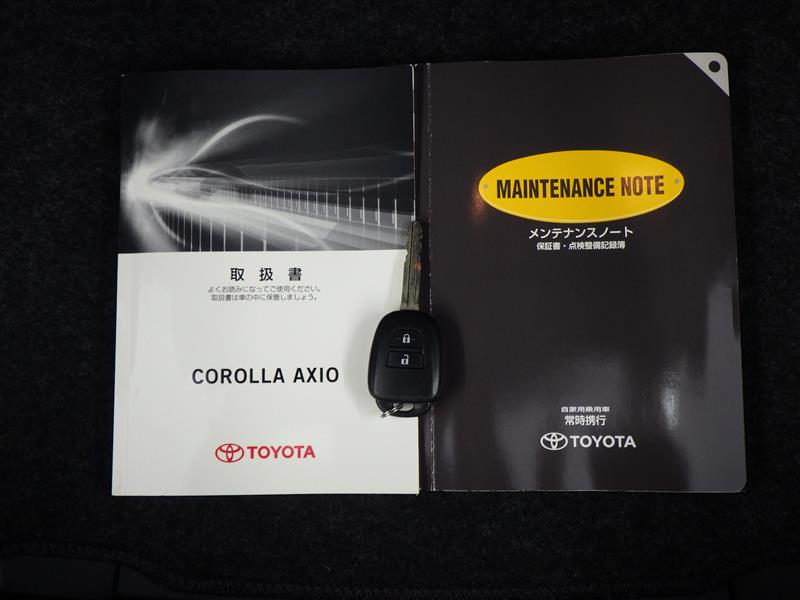 取扱書
よくお読みになってご使用ください。
取扱書は車の中に保管しましょう。
COROLLA AXIO
TOYOTA
MAINTENANCE NOTE
メンテナンスノート
保証書・点検整備記録簿
自家用乗用車
常時携行
TOYOTA